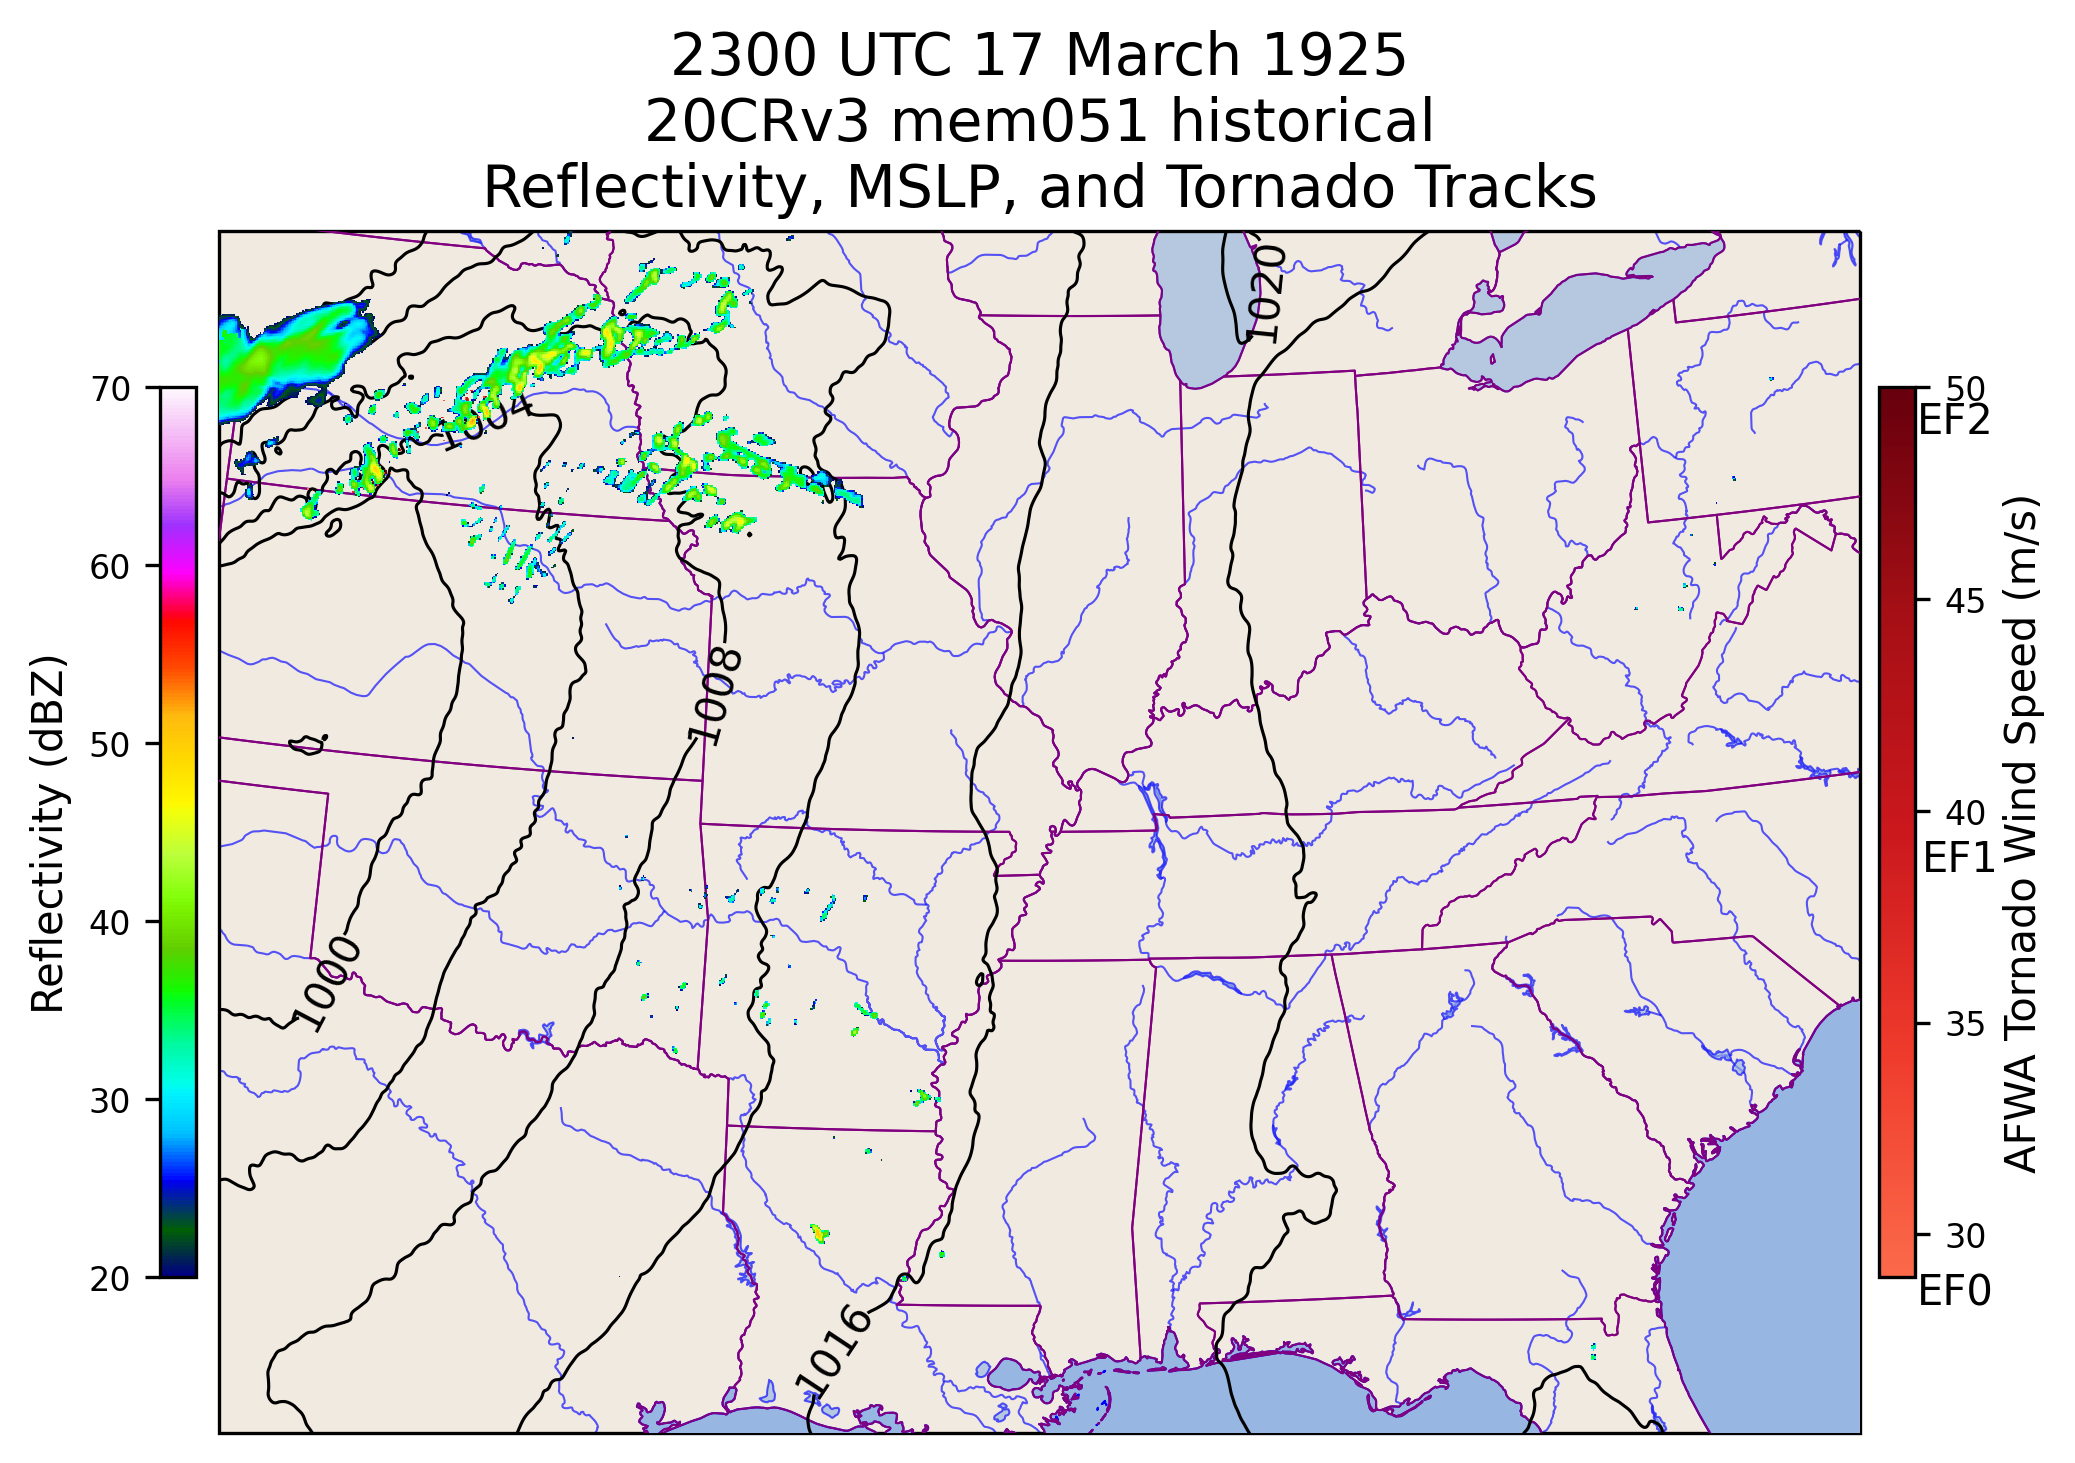 2300 UTC 17 March 1925
20CRv3 mem051 historical
Reflectivity, MSLP, and Tornado Tracks
Reflectivity (dBZ)
70
60
50
40
30
20
1020
1004
1008
1000
1016
50
EF2
45
40
EF1
35
30
EF0
AFWA Tornado Wind Speed (m/s)